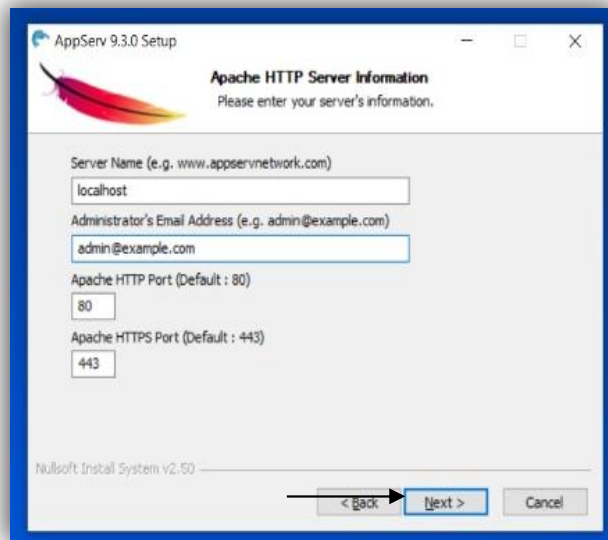 AppServ 9.3.0 Setup
Apache HTTP Server Information
Please enter your server's information.
Server Name (e.g. www.appservnetwork.com)
localhost
Administrator's Email Address (e.g. admin@example.com)
admin@example.com
Apache HTTP Port (Default : 80)
80
Apache HTTPS Port (Default : 443)
443
Nullsoft Install System v2.50
< Back Next > Cancel